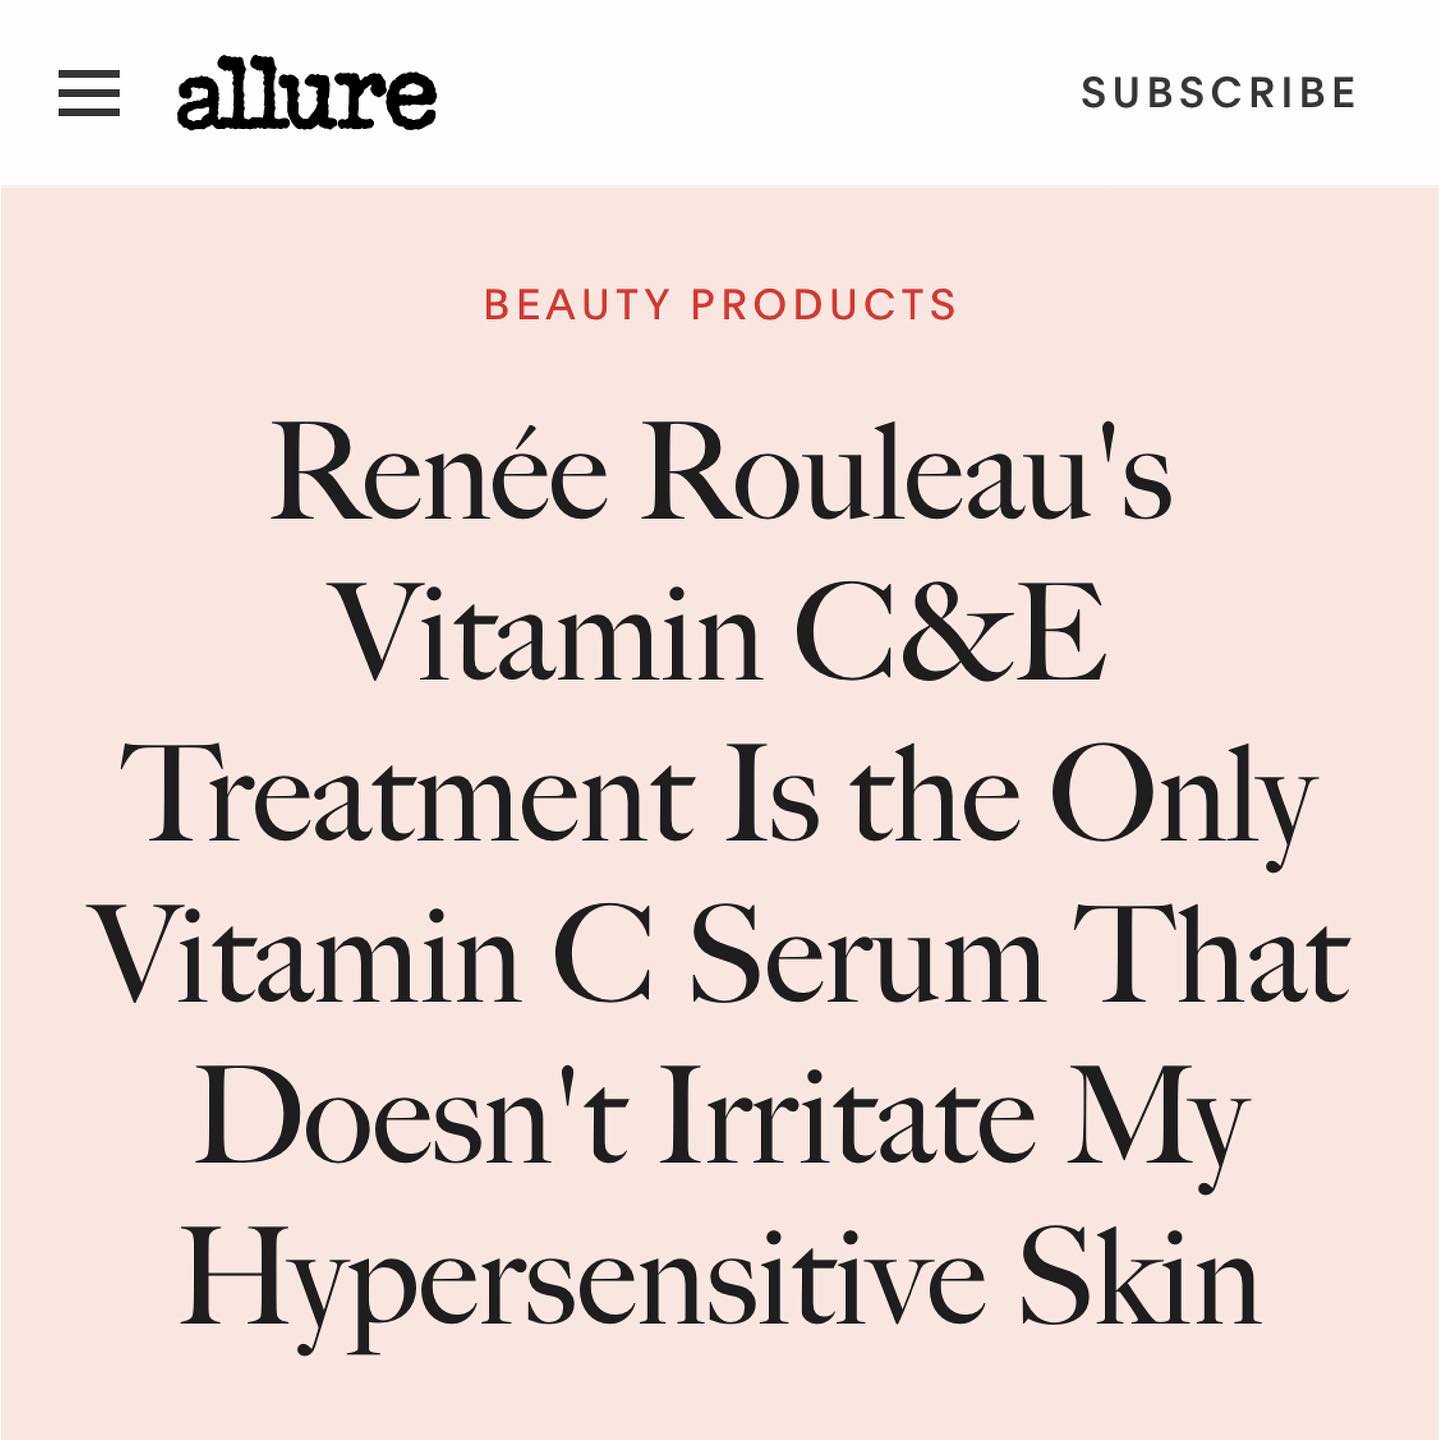 allure
SUBSCRIBE
BEAUTY PRODUCTS
Renée Rouleau's
Vitamin C&E
Treatment Is the Only
Vitamin C Serum That
Doesn't Irritate My
Hypersensitive Skin